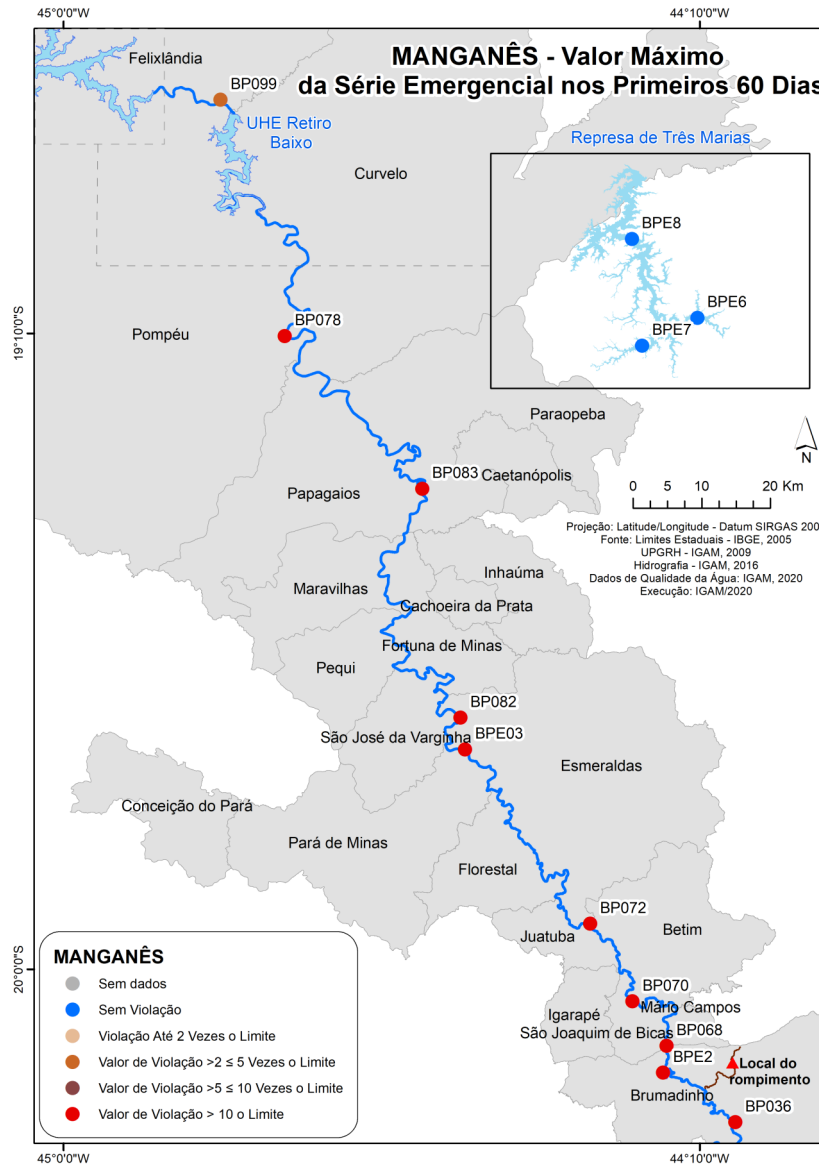 45°0'0"W
44°10'0"W
MANGANÊS - Valor Máximo
da Série Emergencial nos Primeiros 60 Dias
Felixlândia
BP099
UHE Retiro
Baixo
Represa de Três Marias
Curvelo
BPE8
BPE6
BPE7
19°10'0"S
Pompéu
BP078
Paraopeba
N
BP083
Caetanópolis
Papagaios
0 5 10 20 Km
Projeção: Latitude/Longitude - Datum SIRGAS 200
Fonte: Limites Estaduais - IBGE, 2005
UPGRH - IGAM, 2009
Hidrografia - IGAM, 2016
Dados de Qualidade da Água: IGAM, 2020
Execução: IGAM/2020
Inhaúma
Maravilhas
Cachoeira da Prata
Fortuna de Minas
Pequi
BP082
São José da Varginha
BPE03
Esmeraldas
Conceição do Pará
Pará de Minas
Florestal
BP072
Juatuba
Betim
20°0'0"S
BP070
Mário Campos
Igarapé
São Joaquim de Bicas
BP068
BPE2
Local do
rompimento
Brumadinho
BP036
MANGANÊS
Sem dados
Sem Violação
Violação Até 2 Vezes o Limite
Valor de Violação >2 ≤ 5 Vezes o Limite
Valor de Violação >5 ≤ 10 Vezes o Limite
Valor de Violação > 10 o Limite
45°0'0"W
44°10'0"W